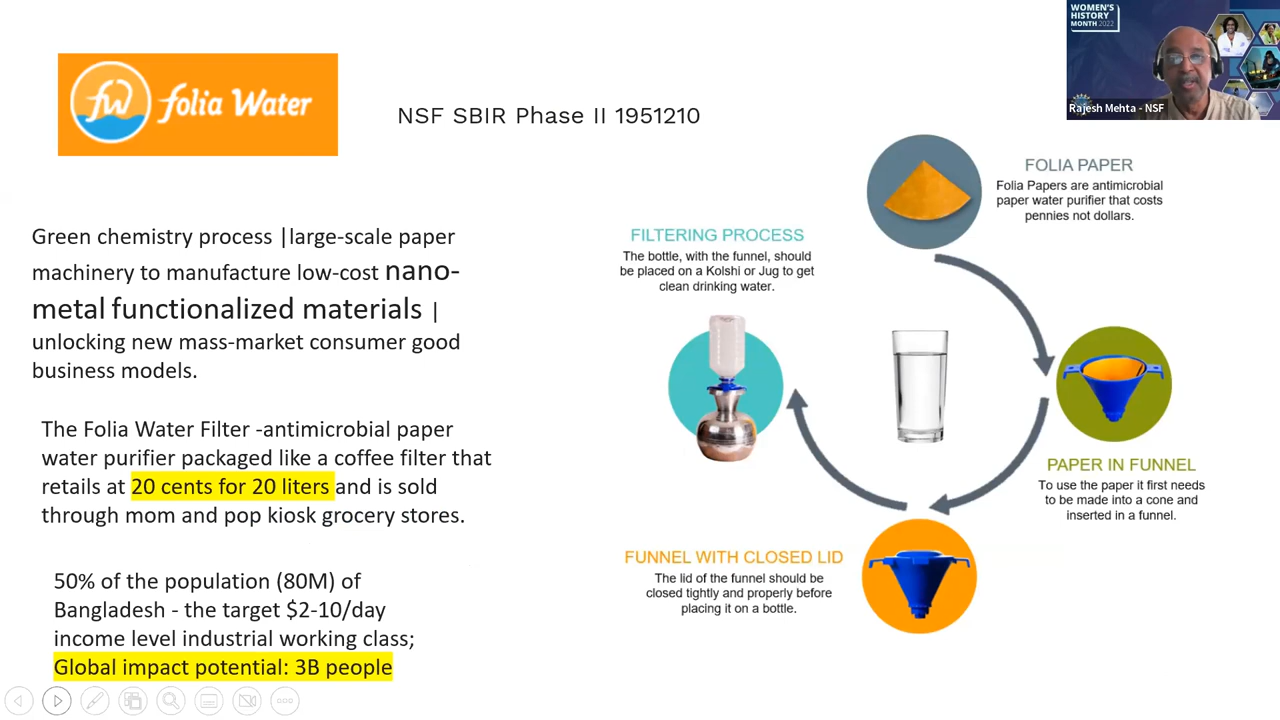 WOMEN'S
HISTORY
MONTH 2022
Rajesh Mehta - NSF
fw folia Water
NSF SBIR Phase II 1951210
Green chemistry process |large-scale paper
machinery to manufacture low-cost nano-
metal functionalized materials |
unlocking new mass-market consumer good
business models.
The Folia Water Filter -antimicrobial paper
water purifier packaged like a coffee filter that
retails at 20 cents for 20 liters and is sold
through mom and pop kiosk grocery stores.
50% of the population (80M) of
Bangladesh - the target $2-10/day
income level industrial working class;
Global impact potential: 3B people
FOLIA PAPER
Folia Papers are antimicrobial
paper water purifier that costs
pennies not dollars.
PAPER IN FUNNEL
To use the paper it first needs
to be made into a cone and
inserted in a funnel.
FUNNEL WITH CLOSED LID
The lid of the funnel should be
closed tightly and properly before
placing it on a bottle.
FILTERING PROCESS
The bottle, with the funnel, should
be placed on a Kolshi or Jug to get
clean drinking water.